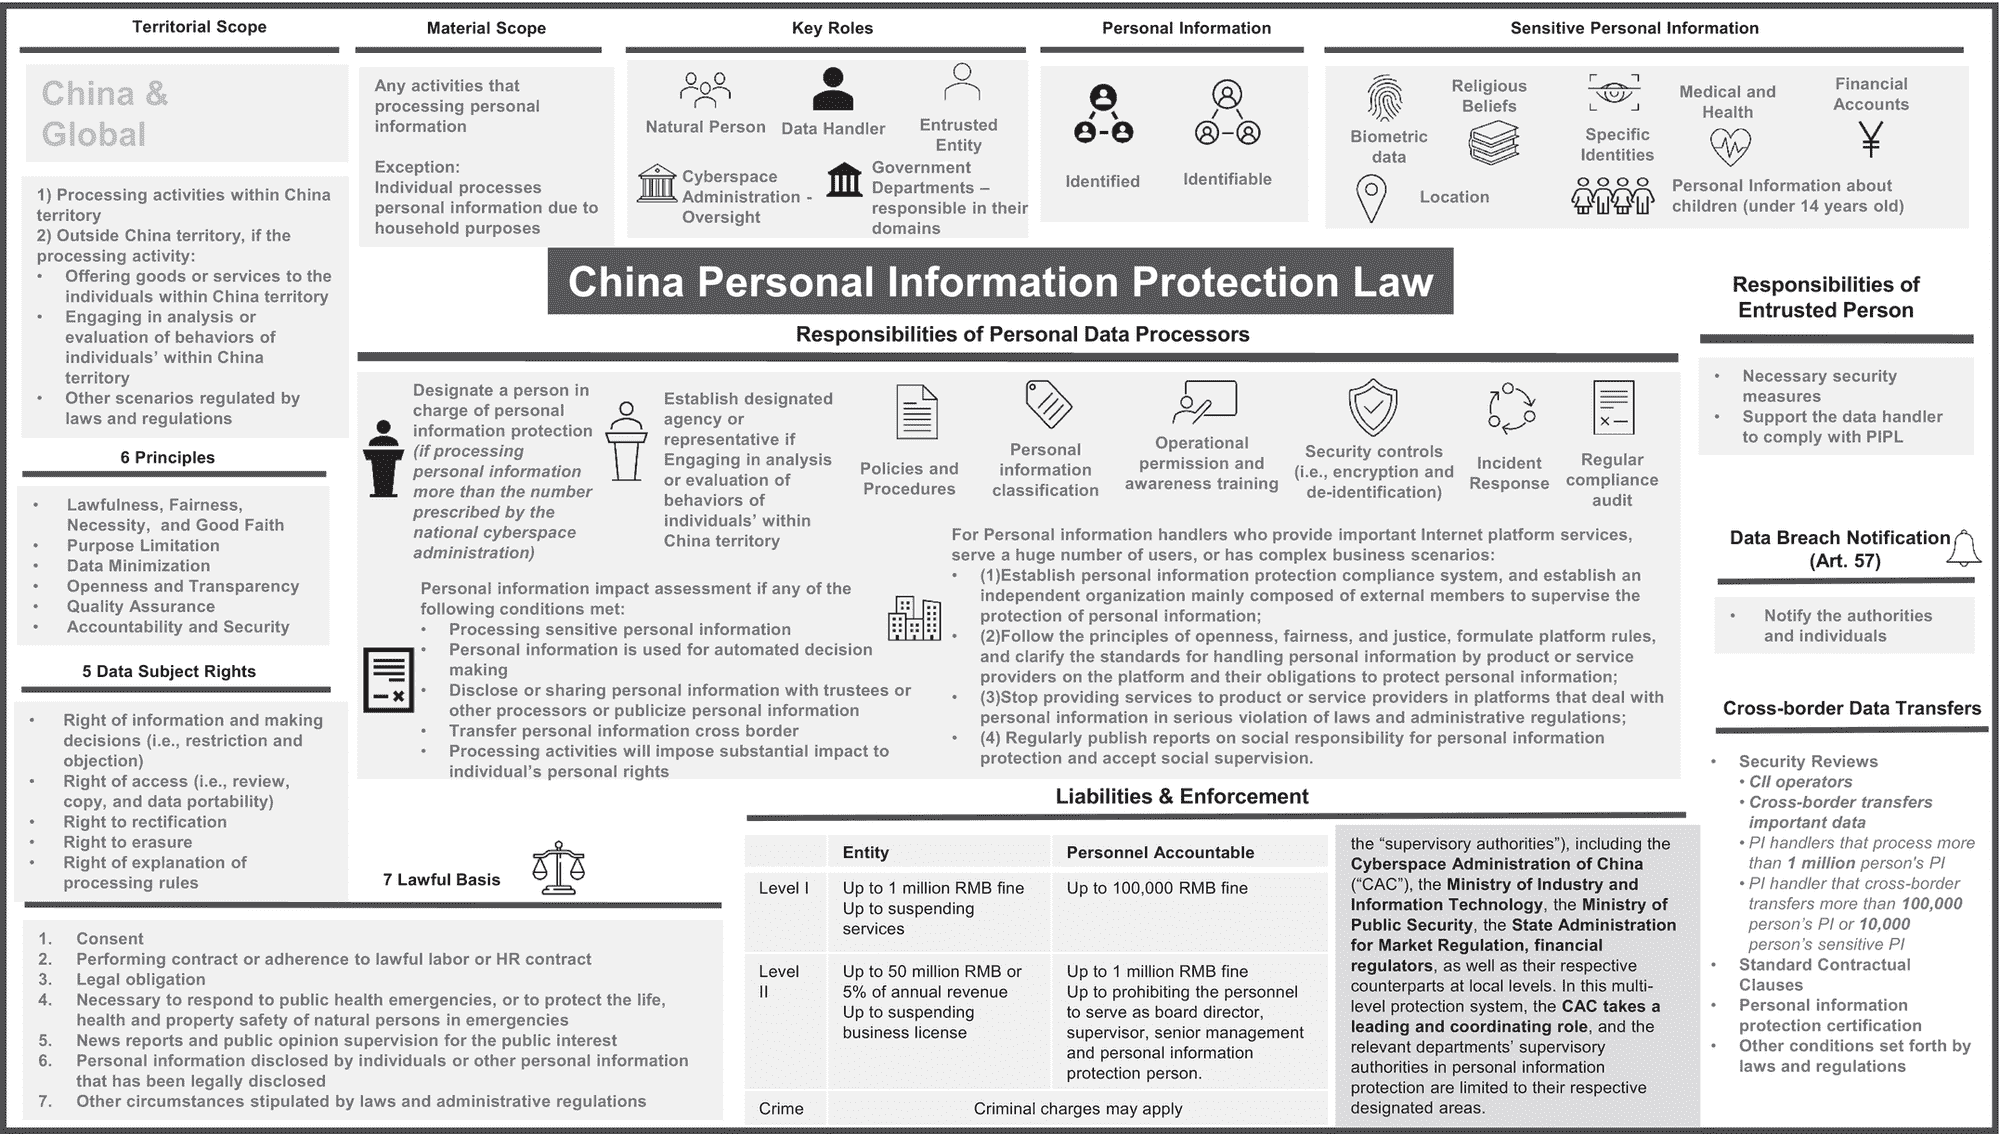 Territorial Scope
China &
Global
1) Processing activities within China
territory
2) Outside China territory, if the
processing activity:
• Offering goods or services to the
individuals within China territory
• Engaging in analysis or
evaluation of behaviors of
individuals’ within China
territory
• Other scenarios regulated by
laws and regulations
Material Scope
Any activities that
processing personal
information
Exception:
Individual processes
personal information due to
household purposes
Key Roles
Natural Person
Data Handler
Entrusted
Entity
Cyberspace
Administration -
Oversight
Government
Departments –
responsible in their
domains
Personal Information
Identified
Identifiable
Sensitive Personal Information
Biometric
data
Religious
Beliefs
Specific
Identities
Medical and
Health
Financial
Accounts
¥
Location
Personal Information about
children (under 14 years old)
China Personal Information Protection Law
6 Principles
• Lawfulness, Fairness,
Necessity, and Good Faith
• Purpose Limitation
• Data Minimization
• Openness and Transparency
• Quality Assurance
• Accountability and Security
5 Data Subject Rights
• Right of information and making
decisions (i.e., restriction and
objection)
• Right of access (i.e., review,
copy, and data portability)
• Right to rectification
• Right to erasure
• Right of explanation of
processing rules
Responsibilities of Personal Data Processors
Designate a person in
charge of personal
information protection
(if processing
personal information
more than the number
prescribed by the
national cyberspace
administration)
Establish designated
agency or
representative if
Engaging in analysis
or evaluation of
behaviors of
individuals’ within
China territory
Policies and
Procedures
Personal
information
classification
Operational
permission and
awareness training
Security controls
(i.e., encryption and
de-identification)
Incident
Response
Regular
compliance
audit
Personal information impact assessment if any of the
following conditions met:
• Processing sensitive personal information
• Personal information is used for automated decision
making
• Disclose or sharing personal information with trustees or
other processors or publicize personal information
• Transfer personal information cross border
• Processing activities will impose substantial impact to
individual’s personal rights
For Personal information handlers who provide important Internet platform services,
serve a huge number of users, or has complex business scenarios:
• (1)Establish personal information protection compliance system, and establish an
independent organization mainly composed of external members to supervise the
protection of personal information;
• (2)Follow the principles of openness, fairness, and justice, formulate platform rules,
and clarify the standards for handling personal information by product or service
providers on the platform and their obligations to protect personal information;
• (3)Stop providing services to product or service providers in platforms that deal with
personal information in serious violation of laws and administrative regulations;
• (4) Regularly publish reports on social responsibility for personal information
protection and accept social supervision.
Responsibilities of
Entrusted Person
• Necessary security
measures
• Support the data handler
to comply with PIPL
Data Breach Notification
(Art. 57)
• Notify the authorities
and individuals
Cross-border Data Transfers
• Security Reviews
• CII operators
• Cross-border transfers
important data
• PI handlers that process more
than 1 million person's PI
• PI handler that cross-border
transfers more than 100,000
person’s PI or 10,000
person’s sensitive PI
• Standard Contractual
Clauses
• Personal information
protection certification
• Other conditions set forth by
laws and regulations
7 Lawful Basis
1. Consent
2. Performing contract or adherence to lawful labor or HR contract
3. Legal obligation
4. Necessary to respond to public health emergencies, or to protect the life,
health and property safety of natural persons in emergencies
5. News reports and public opinion supervision for the public interest
6. Personal information disclosed by individuals or other personal information
that has been legally disclosed
7. Other circumstances stipulated by laws and administrative regulations
Liabilities & Enforcement
Entity
Personnel Accountable
Level I
Up to 1 million RMB fine
Up to suspending
services
Up to 100,000 RMB fine
Level
II
Up to 50 million RMB or
5% of annual revenue
Up to suspending
business license
Up to 1 million RMB fine
Up to prohibiting the personnel
to serve as board director,
supervisor, senior management
and personal information
protection person.
Crime
Criminal charges may apply
the “supervisory authorities”), including the
Cyberspace Administration of China
(“CAC”), the Ministry of Industry and
Information Technology, the Ministry of
Public Security, the State Administration
for Market Regulation, financial
regulators, as well as their respective
counterparts at local levels. In this multi-
level protection system, the CAC takes a
leading and coordinating role, and the
relevant departments’ supervisory
authorities in personal information
protection are limited to their respective
designated areas.